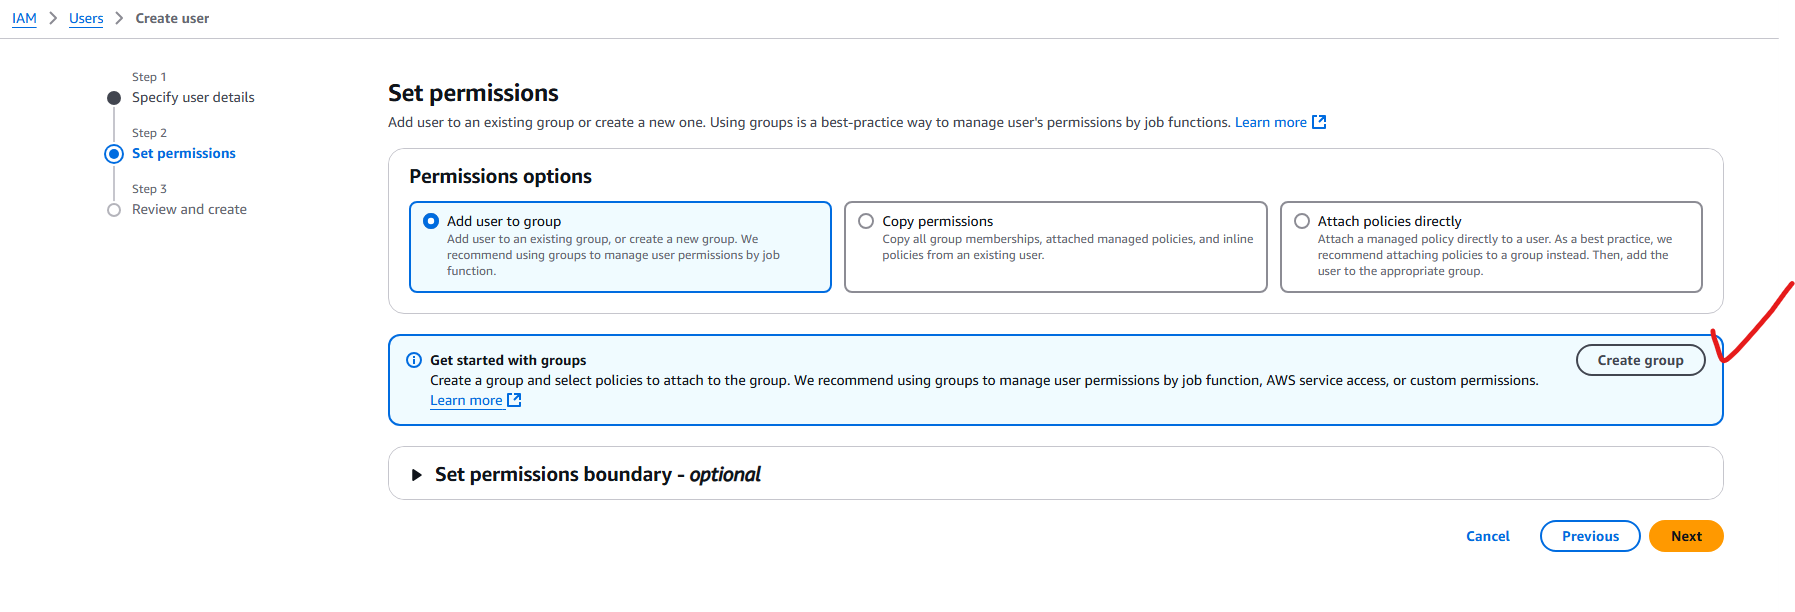 IAM > Users > Create user
Step 1
Specify user details
Step 2
Set permissions
Step 3
Review and create
Set permissions
Add user to an existing group or create a new one. Using groups is a best-practice way to manage user's permissions by job functions. Learn more
Permissions options
Add user to group
Add user to an existing group, or create a new group. We
recommend using groups to manage user permissions by job
function.
Copy permissions
Copy all group memberships, attached managed policies, and inline
policies from an existing user.
Attach policies directly
Attach a managed policy directly to a user. As a best practice, we
recommend attaching policies to a group instead. Then, add the
user to the appropriate group.
Get started with groups
Create a group and select policies to attach to the group. We recommend using groups to manage user permissions by job function, AWS service access, or custom permissions.
Learn more
Create group
Set permissions boundary - optional
Cancel
Previous
Next